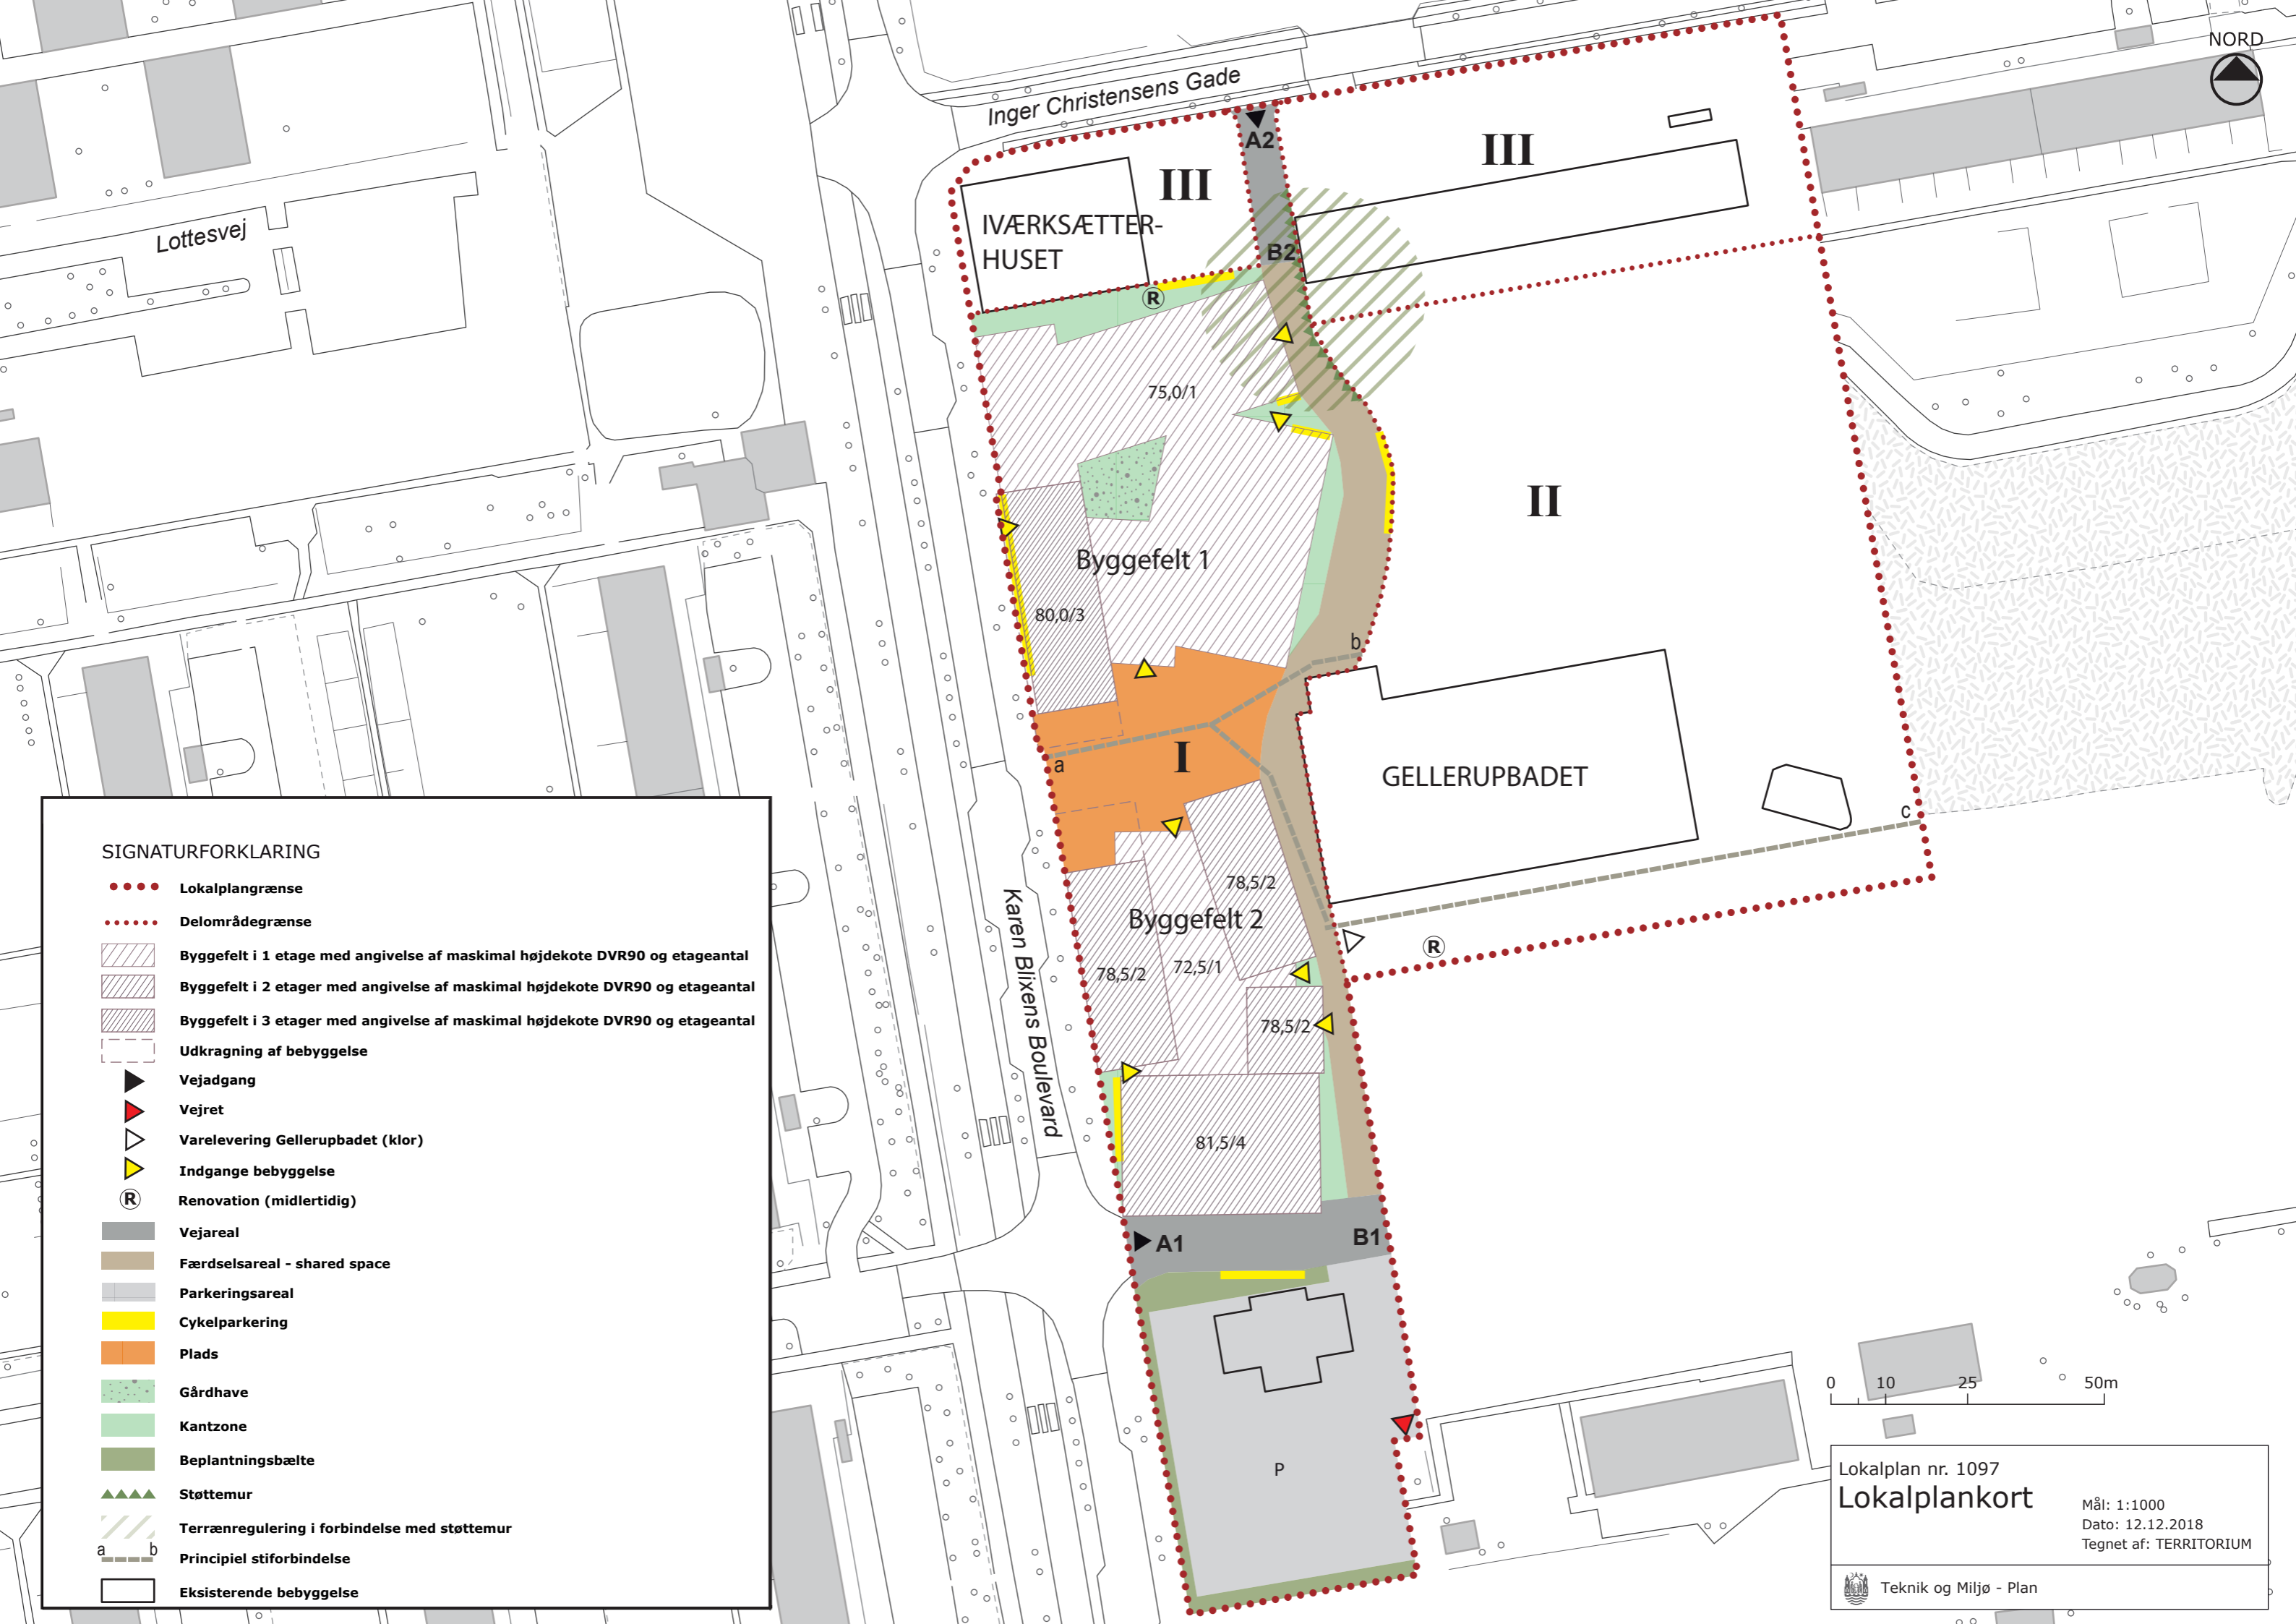 NORD
Inger Christensens Gade
A2
III
III
IVÆRKSÆTTER-
HUSET
Lottesvej
B2
R
75,0/1
II
Byggefelt 1
80,0/3
b
I
a
GELLERUPBADET
c
Karen Blixens Boulevard
78,5/2
Byggefelt 2
R
78,5/2
72,5/1
78,5/2
81,5/4
A1
B1
P
SIGNATURFORKLARING
Lokalplangrænse
Delområdegrænse
Byggefelt i 1 etage med angivelse af maksimal højdekote DVR90 og etageantal
Byggefelt i 2 etager med angivelse af maksimal højdekote DVR90 og etageantal
Byggefelt i 3 etager med angivelse af maksimal højdekote DVR90 og etageantal
Udkragning af bebyggelse
Vejadgang
Vejret
Varelevering Gellerupbadet (klor)
Indgange bebyggelse
R Renovation (midlertidig)
Vejareal
Færdselsareal - shared space
Parkeringsareal
Cykelparkering
Plads
Gårdhave
Kantzone
Beplantningsbælte
Støttemur
Terrænregulering i forbindelse med støttemur
a b
Principiel stiforbindelse
Eksisterende bebyggelse
0 10 25 50m
Lokalplan nr. 1097
Lokalplankort
Mål: 1:1000
Dato: 12.12.2018
Tegnet af: TERRITORIUM
Teknik og Miljø - Plan